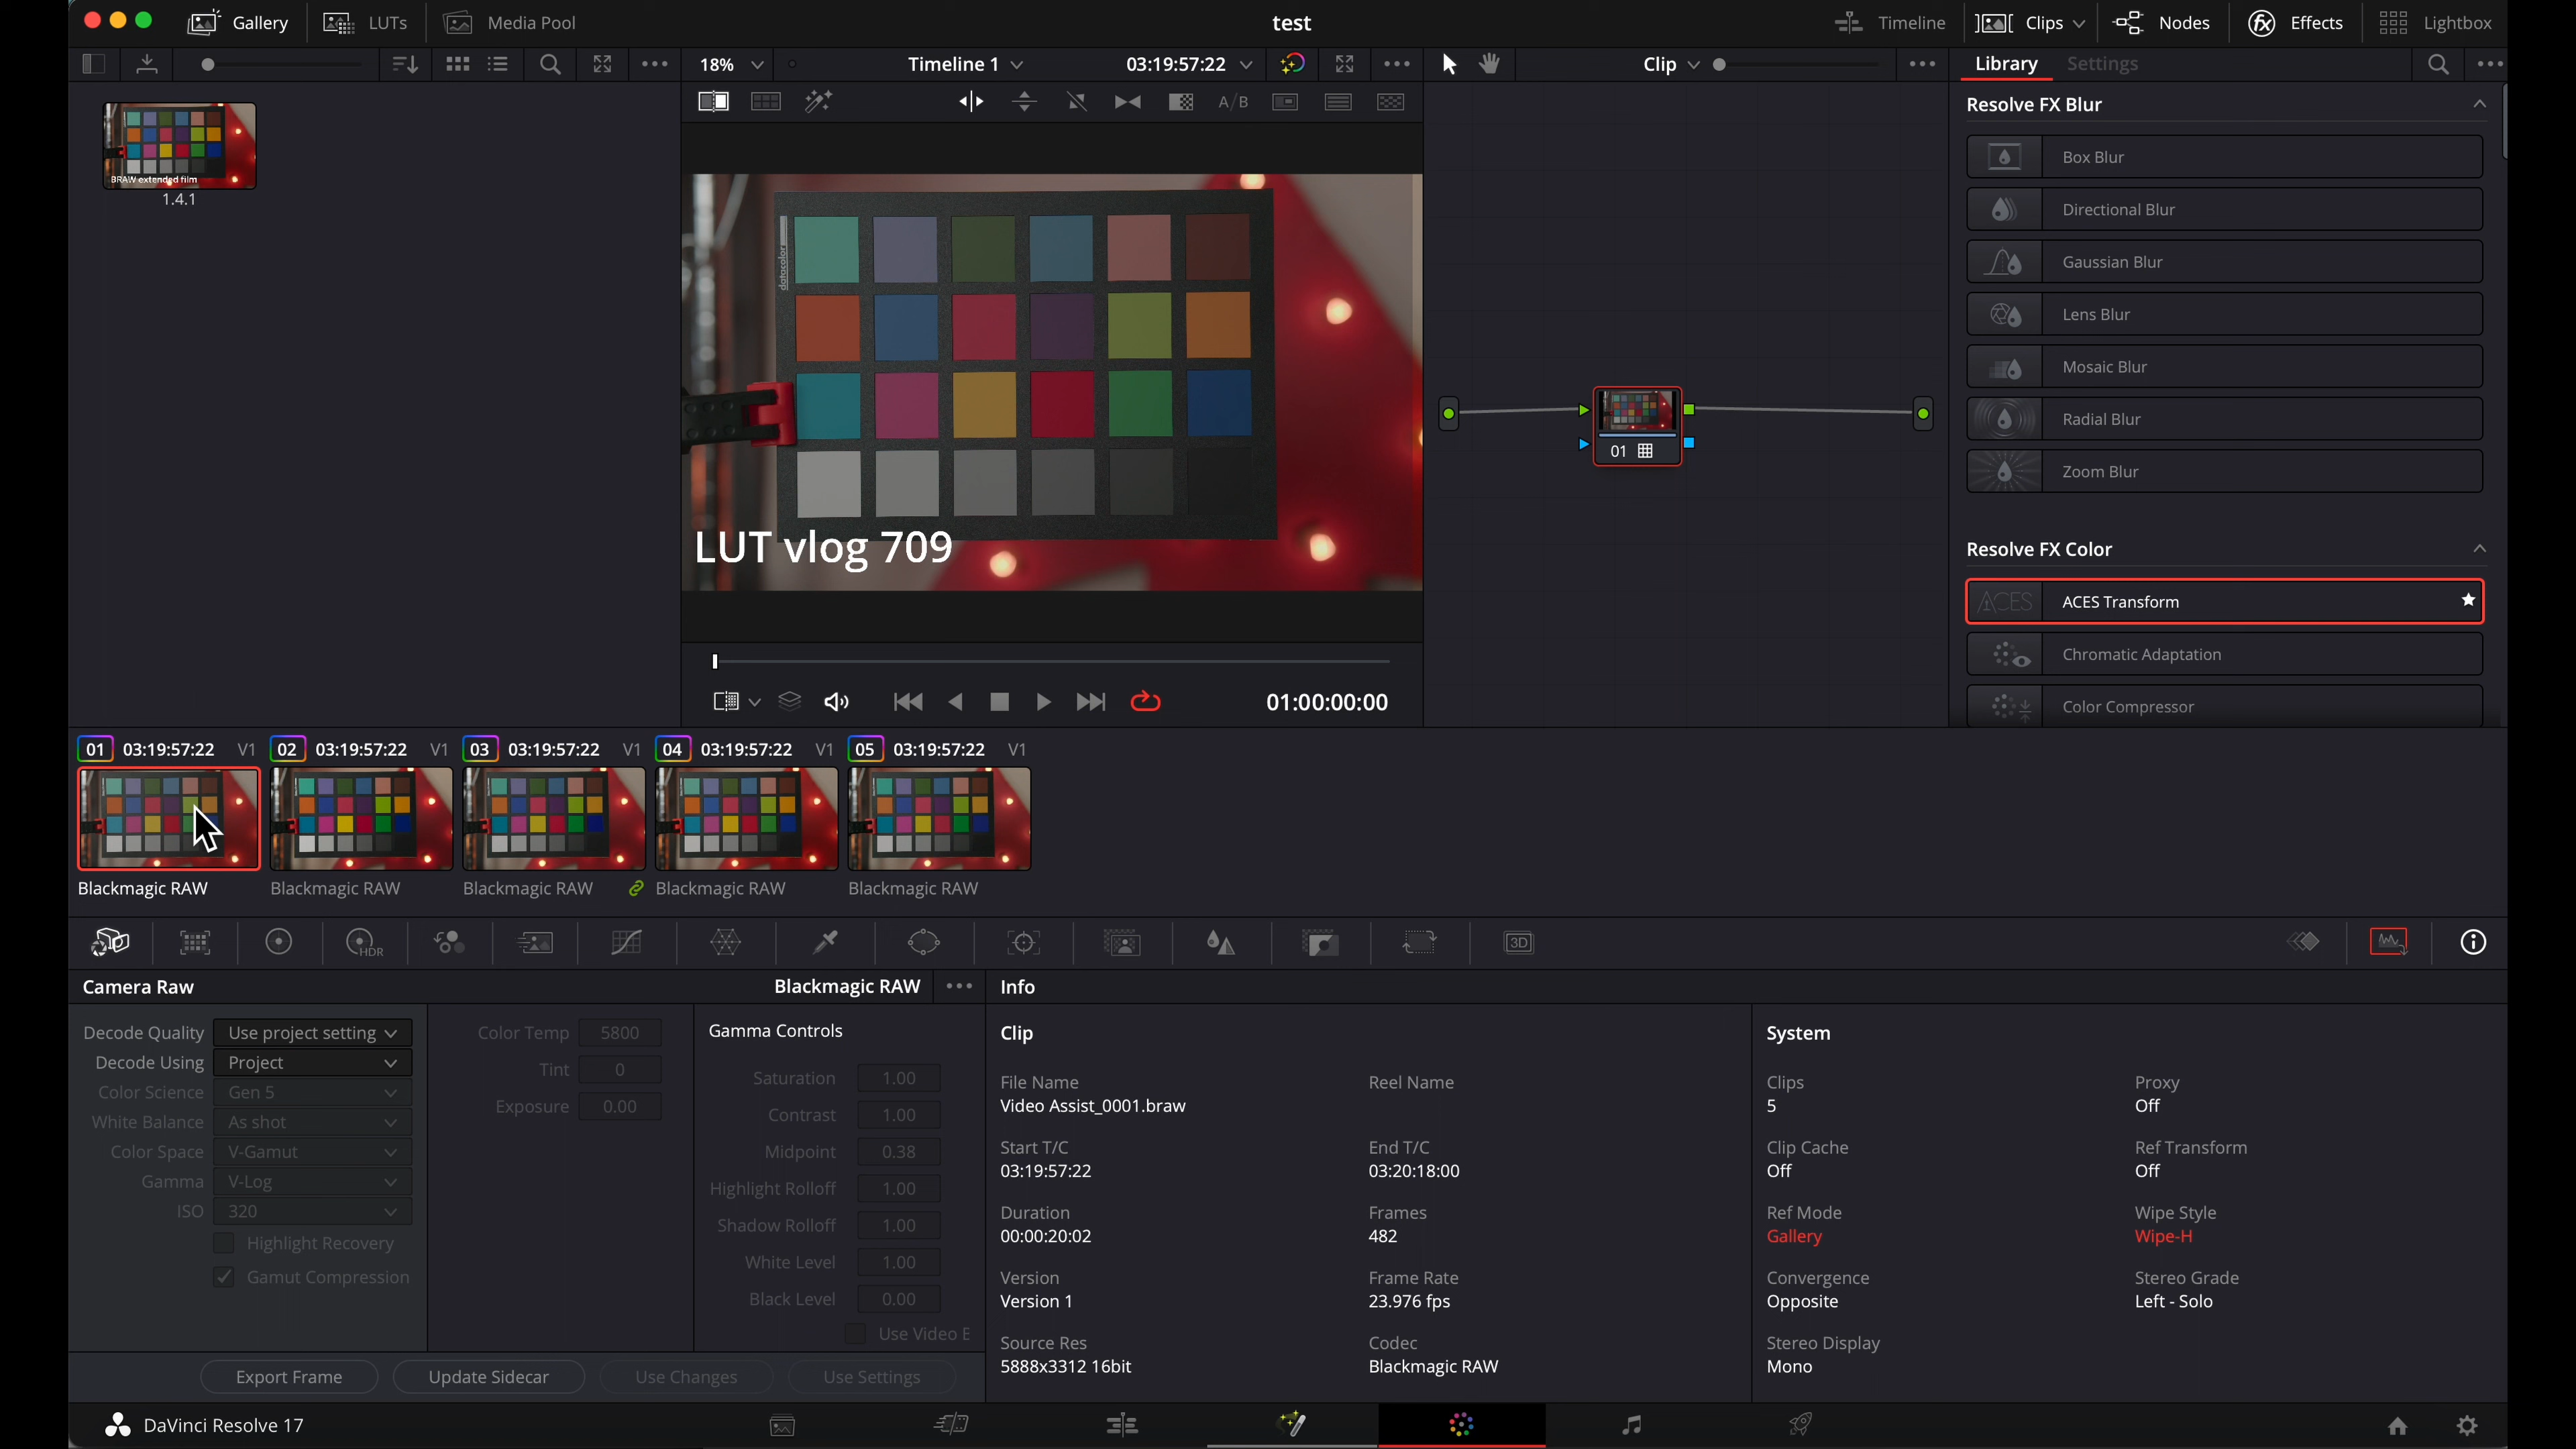 Gallery LUTs Media Pool test Timeline Clips Nodes Effects Lightbox
18% Timeline 1 03:19:57:22 Clip Library Settings
BRAW extended film
1.4.1
A/B
datacolor
LUT vlog 709
01:00:00:00
01
Resolve FX Blur
Box Blur
Directional Blur
Gaussian Blur
Lens Blur
Mosaic Blur
Radial Blur
Zoom Blur
Resolve FX Color
ACES ACES Transform
Chromatic Adaptation
Color Compressor
01 03:19:57:22 V1 02 03:19:57:22 V1 03 03:19:57:22 V1 04 03:19:57:22 V1 05 03:19:57:22 V1
Blackmagic RAW Blackmagic RAW Blackmagic RAW Blackmagic RAW Blackmagic RAW
HDR 3D
Camera Raw Blackmagic RAW
Decode Quality Use project setting
Decode Using Project
Color Science Gen 5
White Balance As shot
Color Space V-Gamut
Gamma V-Log
ISO 320
Highlight Recovery
Gamut Compression
Color Temp 5800
Tint 0
Exposure 0.00
Gamma Controls
Saturation 1.00
Contrast 1.00
Midpoint 0.38
Highlight Rolloff 1.00
Shadow Rolloff 1.00
White Level 1.00
Black Level 0.00
Use Video E
Export Frame Update Sidecar Use Changes Use Settings
Info
Clip
File Name Reel Name
Video Assist_0001.braw
Start T/C End T/C
03:19:57:22 03:20:18:00
Duration Frames
00:00:20:02 482
Version Frame Rate
Version 1 23.976 fps
Source Res Codec
5888x3312 16bit Blackmagic RAW
System
Clips Proxy
5 Off
Clip Cache Ref Transform
Off Off
Ref Mode Wipe Style
Gallery Wipe-H
Convergence Stereo Grade
Opposite Left - Solo
Stereo Display
Mono
DaVinci Resolve 17